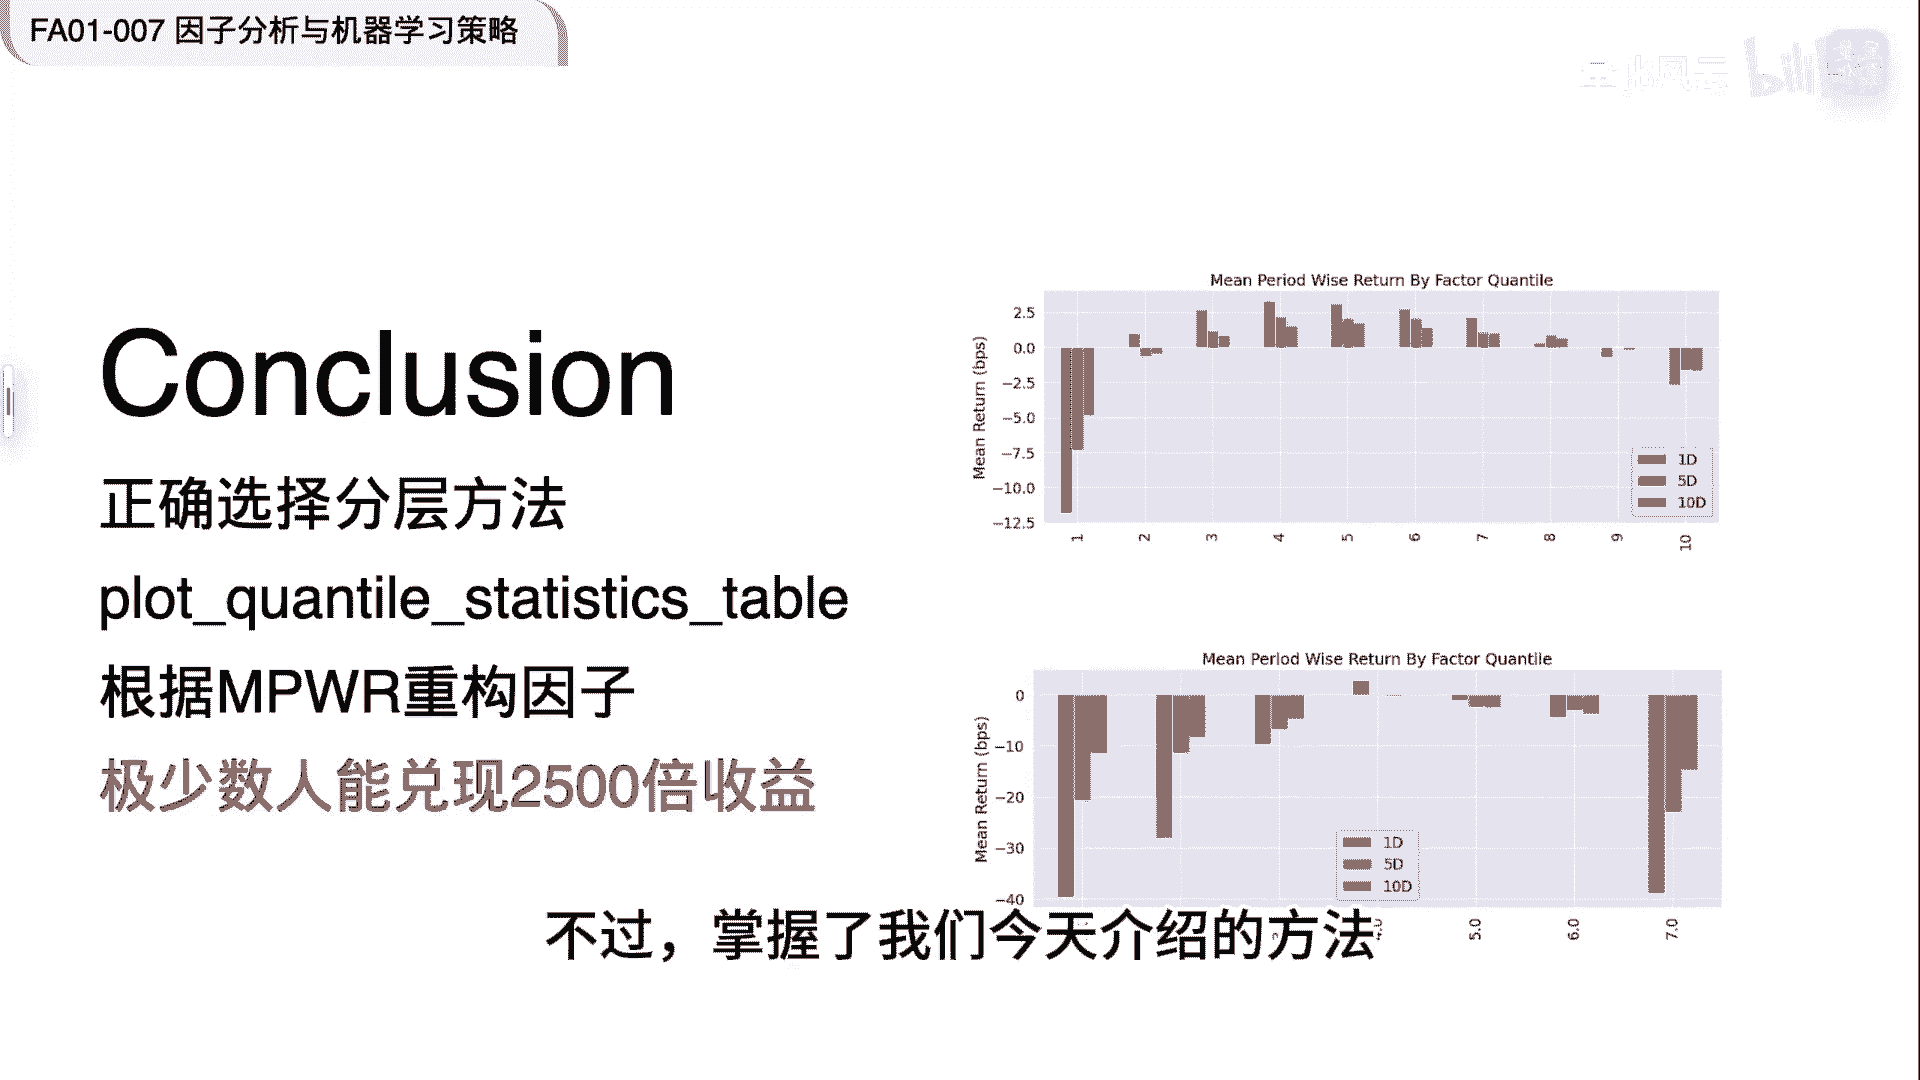 FA01-007 因子分析与机器学习策略
bili
Conclusion
正确选择分层方法
plot_quantile_statistics_table
根据MPWR重构因子
极少数人能兑现2500倍收益
Mean Period Wise Return By Factor Quantile
Mean Return (bps)
2.5
0.0
−2.5
−5.0
−7.5
−10.0
−12.5
1 2 3 4 5 6 7 8 9 10
1D
5D
10D
Mean Period Wise Return By Factor Quantile
Mean Return (bps)
0
−10
−20
−30
−40
5.0 6.0 7.0
1D
5D
10D
不过，掌握了我们今天介绍的方法